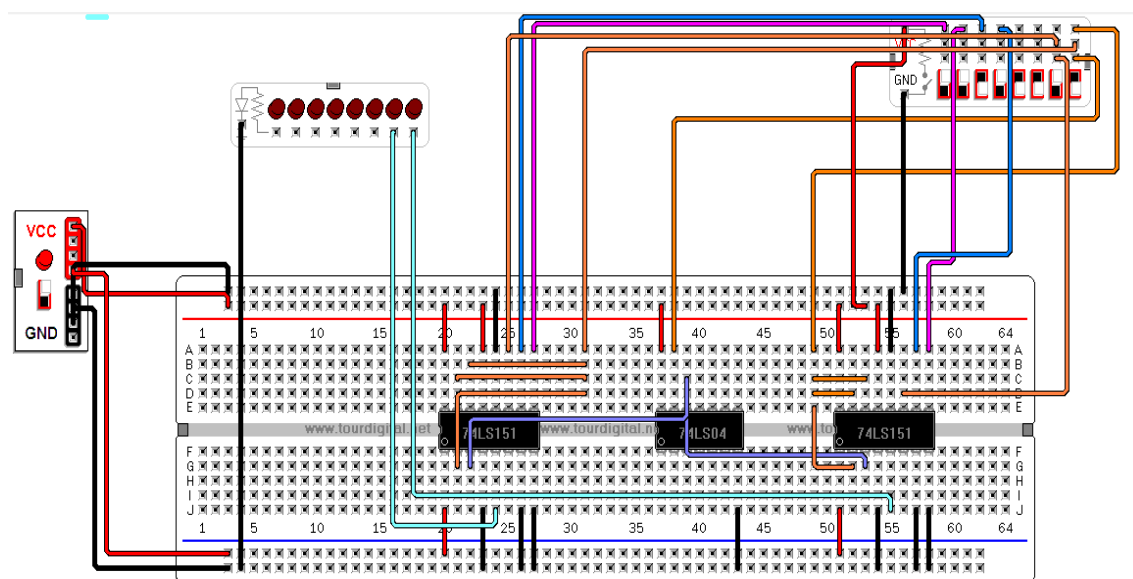 GND
VCC
GND
1 5 10 15 20 25 30 35 40 45 50 55 60 64
A A
B B
C C
D D
E E
www.tourdigital.net www.tourdigital.n www.to
74LS151 74LS04 74LS151
F F
G G
H H
I I
J J
1 5 10 15 20 25 30 35 40 45 50 55 60 64